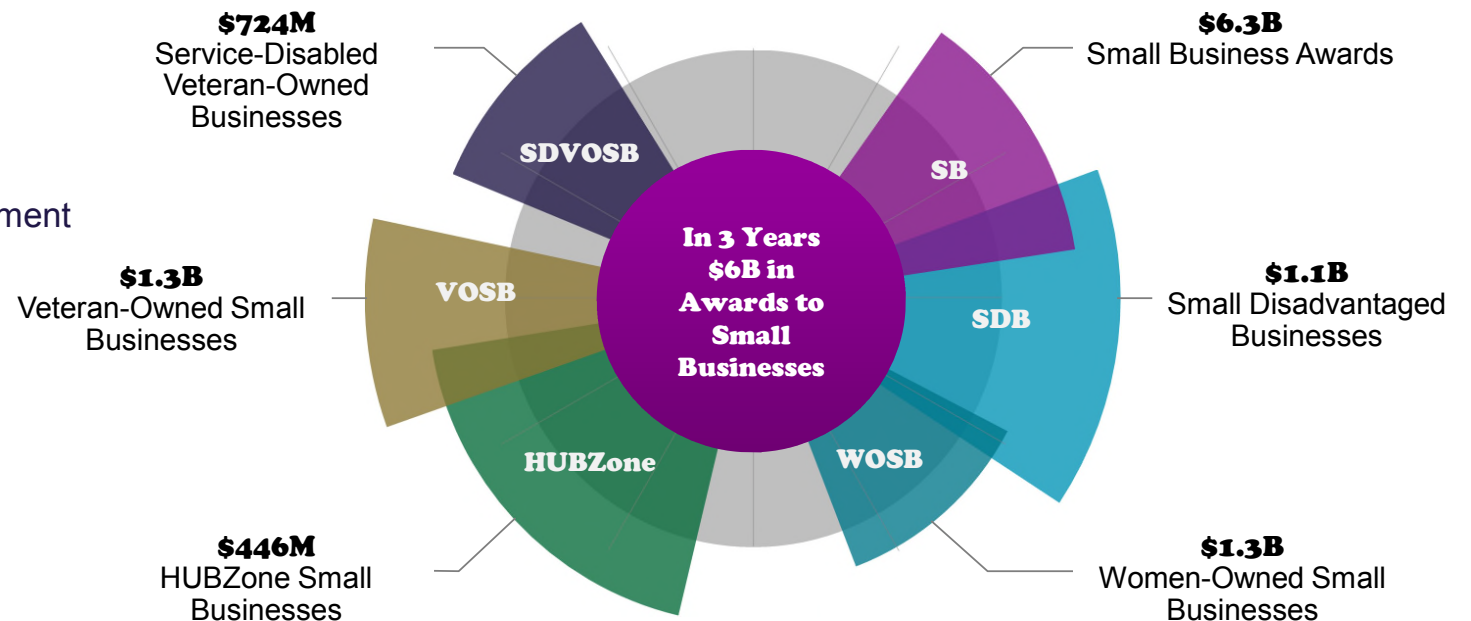 $724M
Service-Disabled
Veteran-Owned
Businesses
$6.3B
Small Business Awards
SDVOSB
SB
ment
$1.3B
Veteran-Owned Small
Businesses
VOSB
In 3 Years
$6B in
Awards to
Small
Businesses
SDB
$1.1B
Small Disadvantaged
Businesses
HUBZone
WOSB
$446M
HUBZone Small
Businesses
$1.3B
Women-Owned Small
Businesses